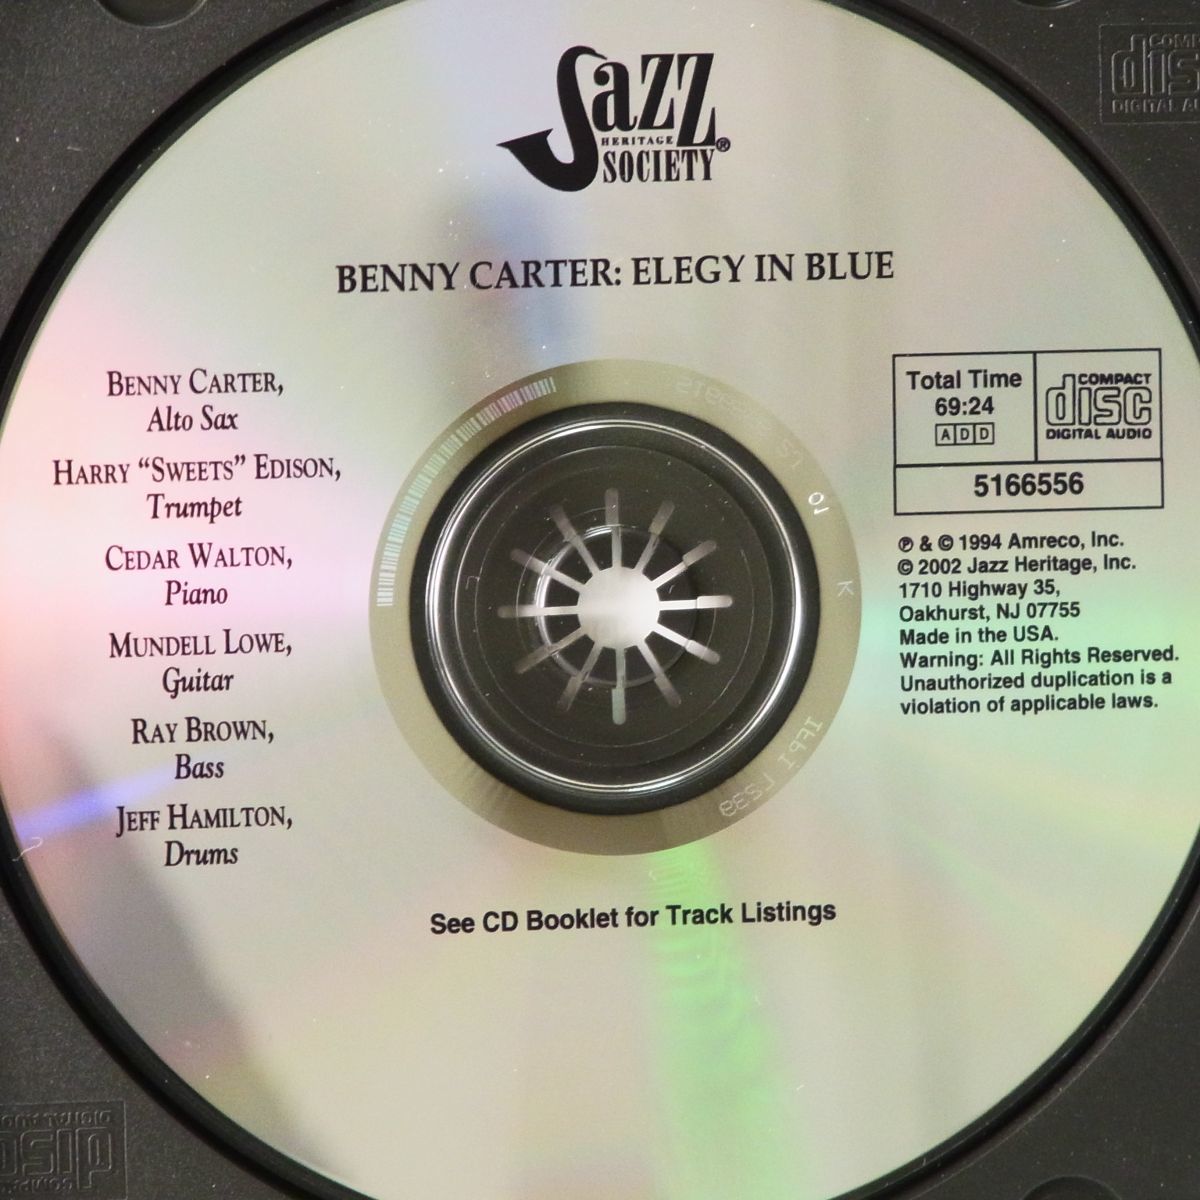 Jazz
HERITAGE
SOCIETY®
BENNY CARTER: ELEGY IN BLUE
BENNY CARTER,
Alto Sax
HARRY “SWEETS” EDISON,
Trumpet
CEDAR WALTON,
Piano
MUNDELL LOWE,
Guitar
RAY BROWN,
Bass
JEFF HAMILTON,
Drums
Total Time
69:24
ADD
COMPACT
disc
DIGITAL AUDIO
5166556
℗ & © 1994 Amreco, Inc.
© 2002 Jazz Heritage, Inc.
1710 Highway 35,
Oakhurst, NJ 07755
Made in the USA.
Warning: All Rights Reserved.
Unauthorized duplication is a
violation of applicable laws.
See CD Booklet for Track Listings